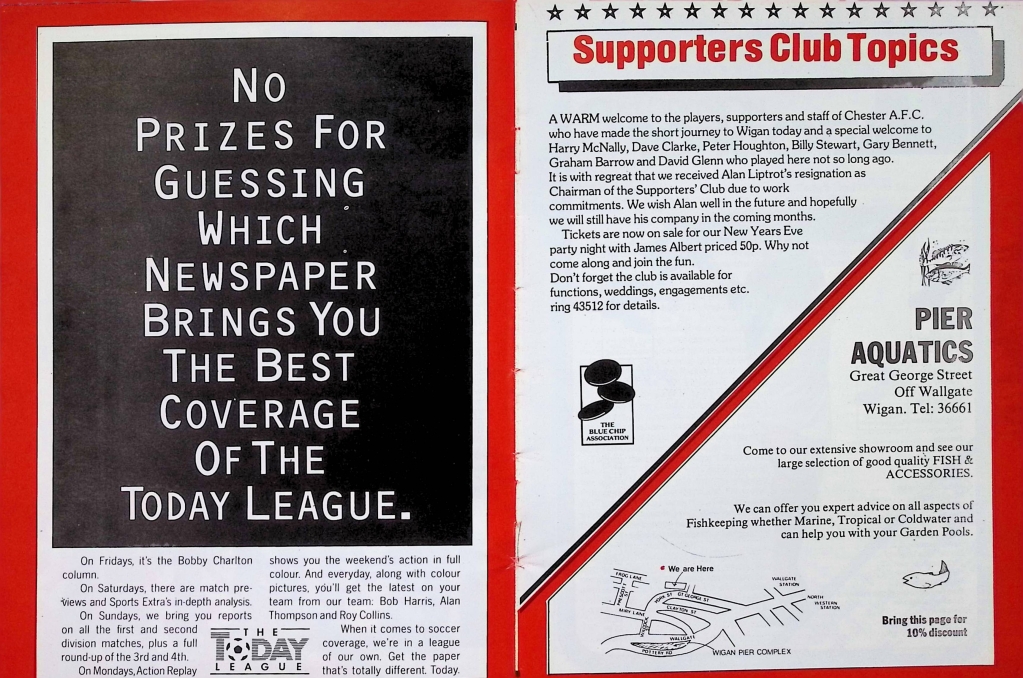 NO
PRIZES FOR
GUESSING
WHICH
NEWSPAPER
BRINGS YOU
THE BEST
COVERAGE
OF THE
TODAY LEAGUE.
On Fridays, it's the Bobby Charlton
column.
On Saturdays, there are match pre-
views and Sports Extra's in-depth analysis.
On Sundays, we bring you reports
on all the first and second
division matches, plus a full
round-up of the 3rd and 4th.
On Mondays, Action Replay
shows you the weekend's action in full
colour. And everyday, along with colour
pictures, you'll get the latest on your
team from our team: Bob Harris, Alan
Thompson and Roy Collins.
When it comes to soccer
coverage, we're in a league
of our own. Get the paper
that's totally different. Today.
THE
TODAY
LEAGUE
Supporters Club Topics
A WARM welcome to the players, supporters and staff of Chester A.F.C.
who have made the short journey to Wigan today and a special welcome to
Harry McNally, Dave Clarke, Peter Houghton, Billy Stewart, Gary Bennett,
Graham Barrow and David Glenn who played here not so long ago.
It is with regreat that we received Alan Liptrot's resignation as
Chairman of the Supporters' Club due to work
commitments. We wish Alan well in the future and hopefully
we will still have his company in the coming months.
Tickets are now on sale for our New Years Eve
party night with James Albert priced 50p. Why not
come along and join the fun.
Don't forget the club is available for
functions, weddings, engagements etc.
ring 43512 for details.
THE
BLUE CHIP
ASSOCIATION
PIER
AQUATICS
Great George Street
Off Wallgate
Wigan. Tel: 36661
Come to our extensive showroom and see our
large selection of good quality FISH &
ACCESSORIES.
We can offer you expert advice on all aspects of
Fishkeeping whether Marine, Tropical or Coldwater and
can help you with your Garden Pools.
We are Here
FROG LANE
YORK ST
GT GEORGE ST
CLAYTON ST
MARY LANE
WALLGATE
STATION
NORTH
WESTERN
STATION
WALLGATE
POTTERY RD
WIGAN PIER COMPLEX
Bring this page for
10% discount